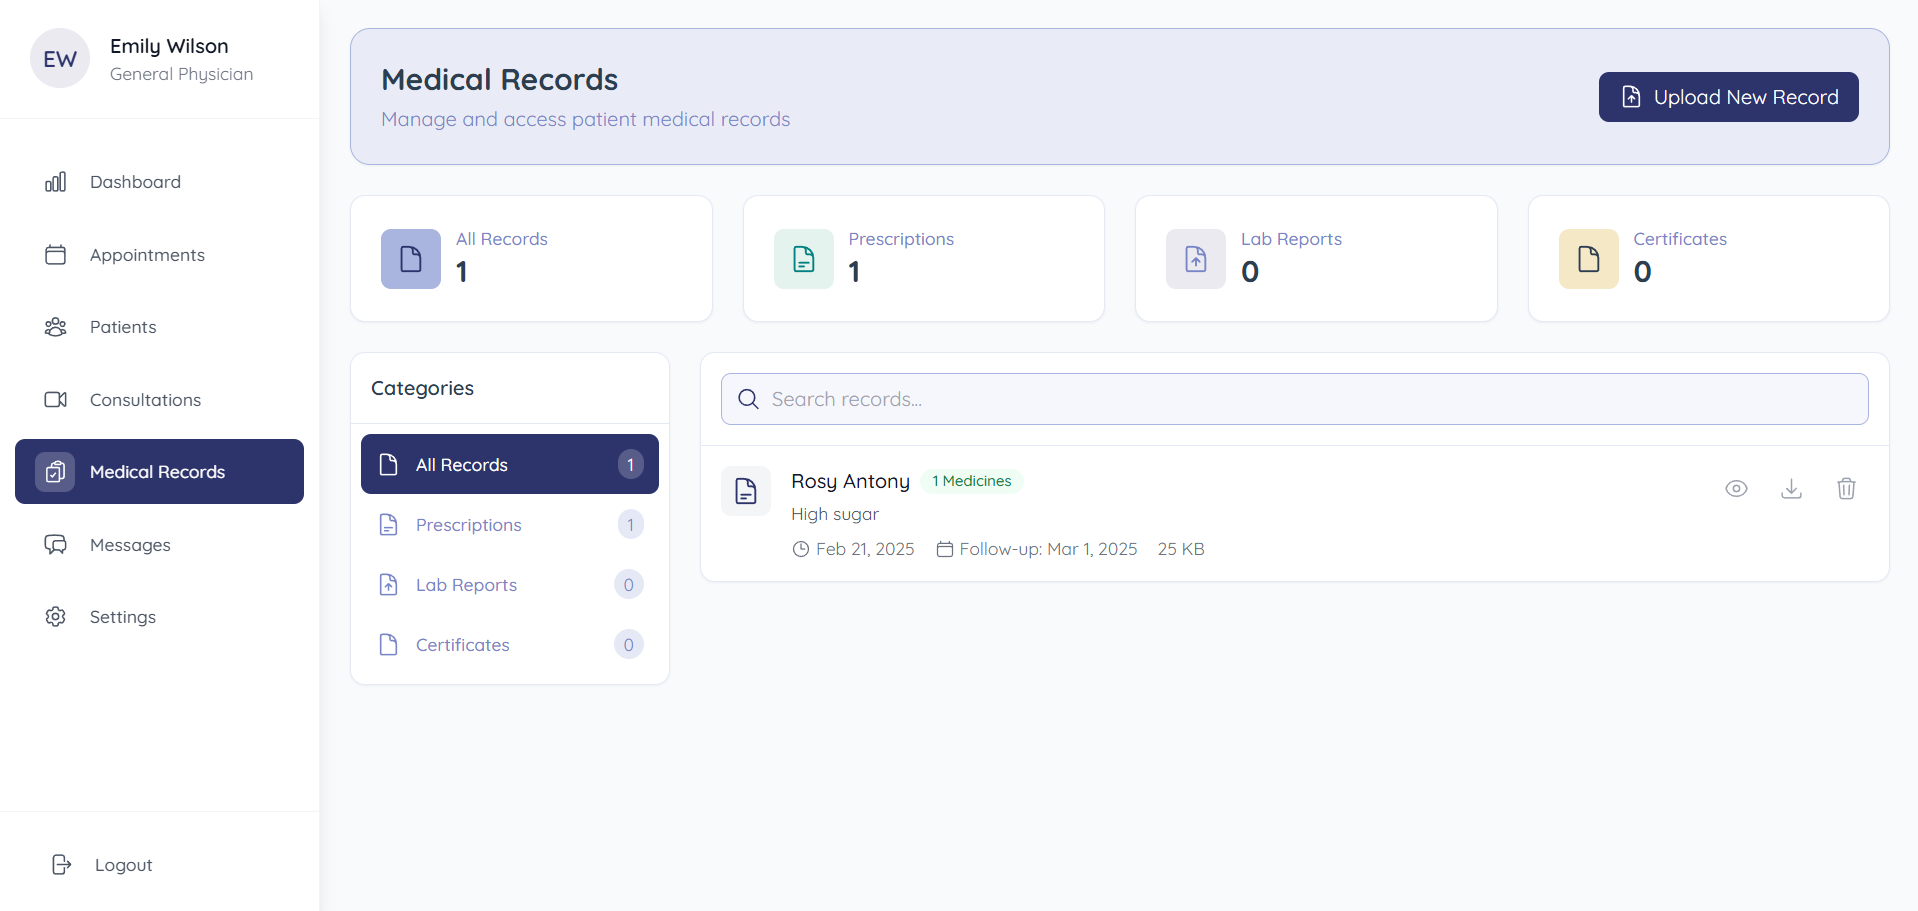 EW
Emily Wilson
General Physician
Dashboard
Appointments
Patients
Consultations
Medical Records
Messages
Settings
Logout
Medical Records
Manage and access patient medical records
Upload New Record
All Records
1
Prescriptions
1
Lab Reports
0
Certificates
0
Categories
All Records 1
Prescriptions 1
Lab Reports 0
Certificates 0
Search records...
Rosy Antony 1 Medicines
High sugar
Feb 21, 2025 Follow-up: Mar 1, 2025 25 KB